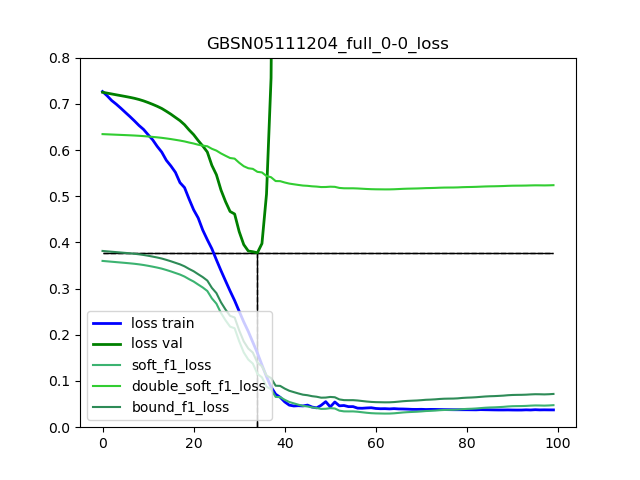 GBSN05111204_full_0-0_loss
0.8
0.7
0.6
0.5
0.4
0.3
0.2
0.1
0.0
loss train
loss val
soft_f1_loss
double_soft_f1_loss
bound_f1_loss
0 20 40 60 80 100